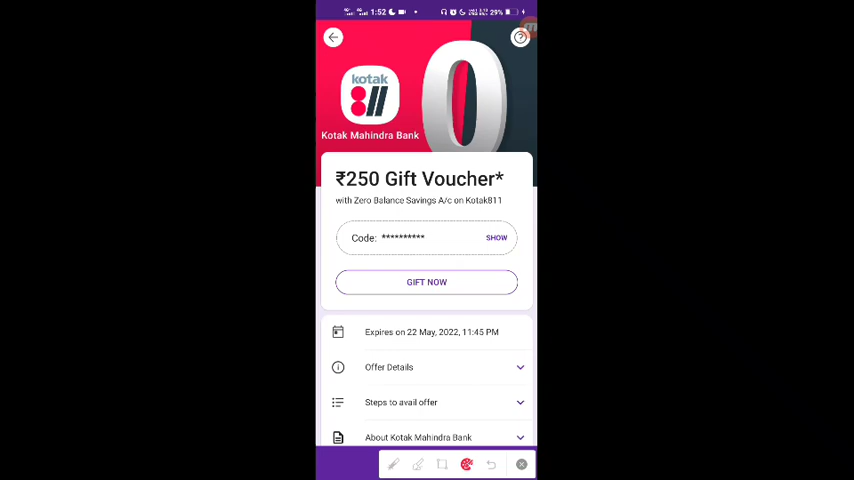 1:52
29%
kotak
811
Kotak Mahindra Bank
₹250 Gift Voucher*
with Zero Balance Savings A/c on Kotak811
Code: **********
SHOW
GIFT NOW
Expires on 22 May, 2022, 11:45 PM
Offer Details
Steps to avail offer
About Kotak Mahindra Bank